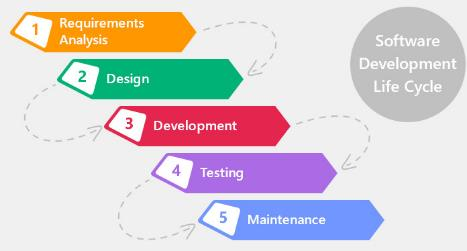 1
Requirements
Analysis
2
Design
3
Development
4
Testing
5
Maintenance
Software
Development
Life Cycle